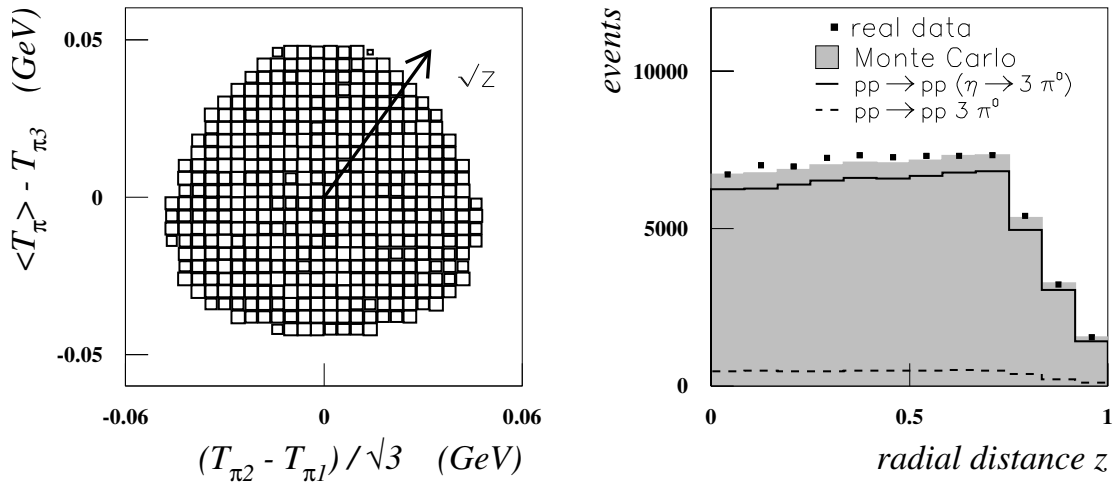 0.05
0
-0.05
<Tπ> - Tπ3 (GeV)
√z
-0.06
0
0.06
(Tπ2 - Tπ1) / √3 (GeV)
events
10000
5000
0
real data
Monte Carlo
pp → pp (η → 3 π⁰)
pp → pp 3 π⁰
0
0.5
1
radial distance z